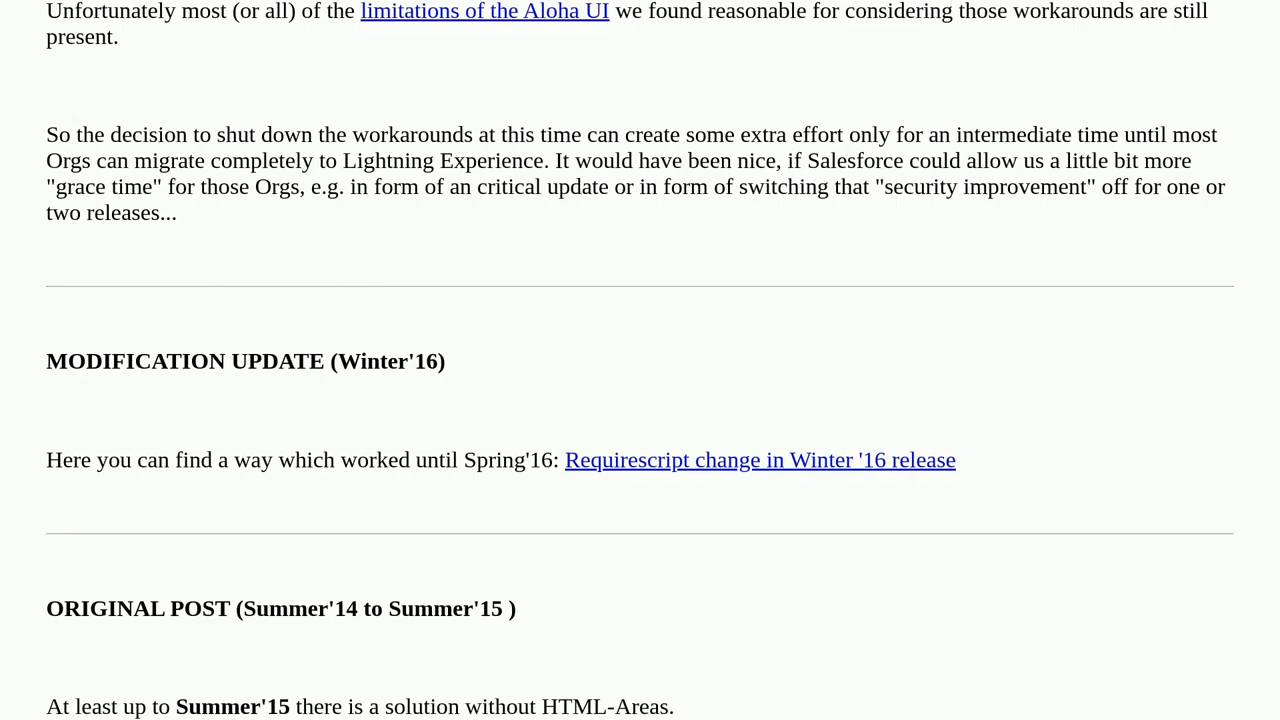 Unfortunately most (or all) of the limitations of the Aloha UI we found reasonable for considering those workarounds are still
present.
So the decision to shut down the workarounds at this time can create some extra effort only for an intermediate time until most
Orgs can migrate completely to Lightning Experience. It would have been nice, if Salesforce could allow us a little bit more
"grace time" for those Orgs, e.g. in form of an critical update or in form of switching that "security improvement" off for one or
two releases...
MODIFICATION UPDATE (Winter'16)
Here you can find a way which worked until Spring'16: Requirescript change in Winter '16 release
ORIGINAL POST (Summer'14 to Summer'15 )
At least up to Summer'15 there is a solution without HTML-Areas.